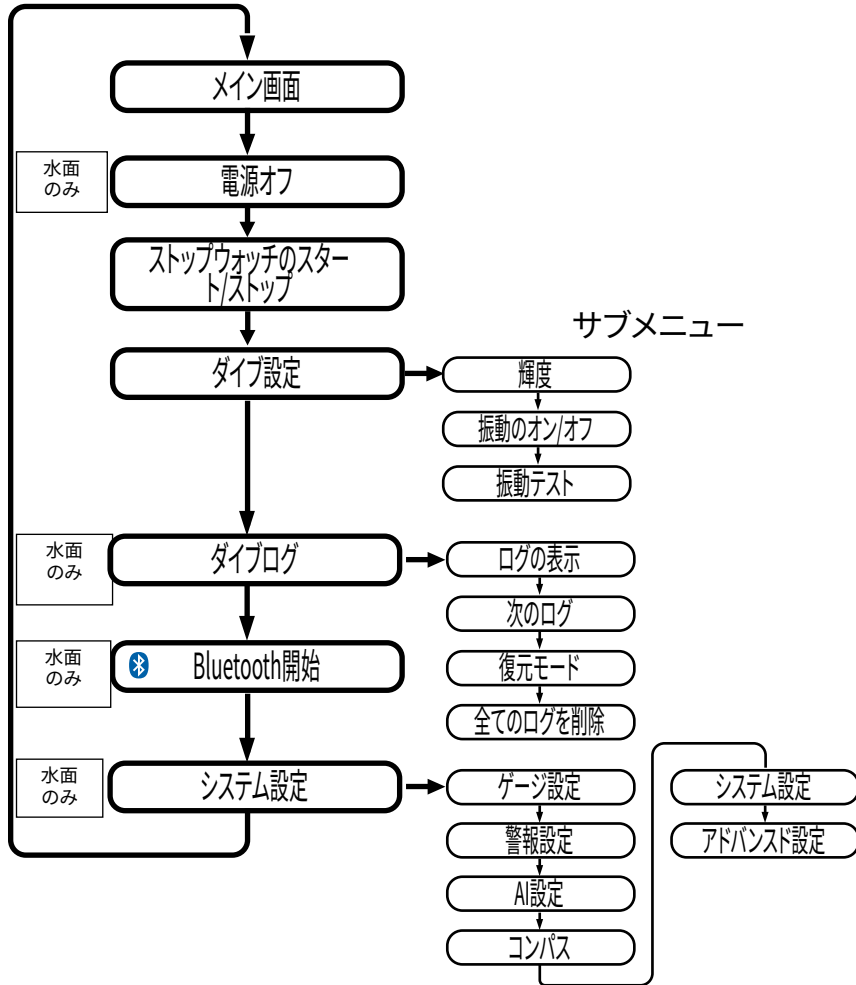 メイン画面
水面
のみ
電源オフ
ストップウォッチのスター
ト/ストップ
サブメニュー
ダイブ設定
輝度
振動のオン/オフ
振動テスト
水面
のみ
ダイブログ
ログの表示
次のログ
復元モード
全てのログを削除
水面
のみ
Bluetooth開始
水面
のみ
システム設定
ゲージ設定
警報設定
AI設定
コンパス
システム設定
アドバンスド設定